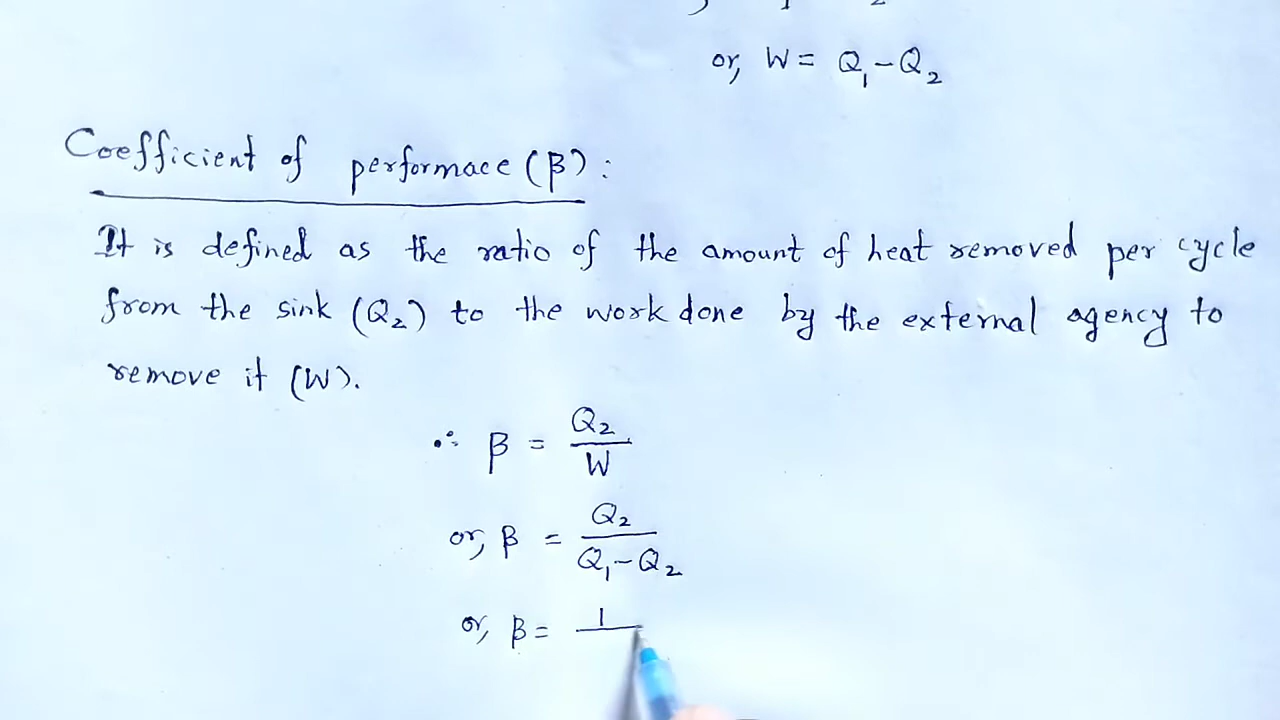 or, W = Q₁-Q₂
Coefficient of performace (β):
It is defined as the ratio of the amount of heat removed per cycle
from the sink (Q₂) to the work done by the external agency to
remove it (W).
∴ β = Q₂/W
or, β = Q₂/(Q₁-Q₂)
or, β = 1/